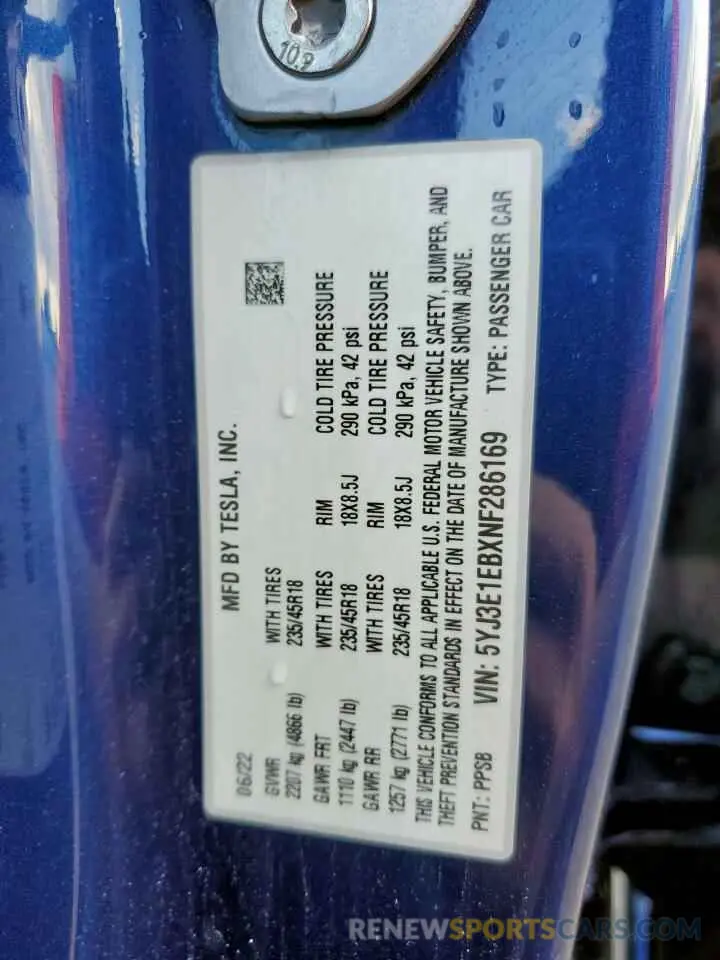 10.9
MFD BY TESLA, INC.
06/22
GVWR WITH TIRES
2207 kg (4866 lb) 235/45R18
GAWR FRT WITH TIRES RIM COLD TIRE PRESSURE
1110 kg (2447 lb) 235/45R18 18X8.5J 290 kPa, 42 psi
GAWR RR WITH TIRES RIM COLD TIRE PRESSURE
1257 kg (2771 lb) 235/45R18 18X8.5J 290 kPa, 42 psi
THIS VEHICLE CONFORMS TO ALL APPLICABLE U.S. FEDERAL MOTOR VEHICLE SAFETY, BUMPER, AND
THEFT PREVENTION STANDARDS IN EFFECT ON THE DATE OF MANUFACTURE SHOWN ABOVE.
PNT: PPSB VIN: 5YJ3E1EBXNF286169 TYPE: PASSENGER CAR
RENEWSPORTSCARS.COM